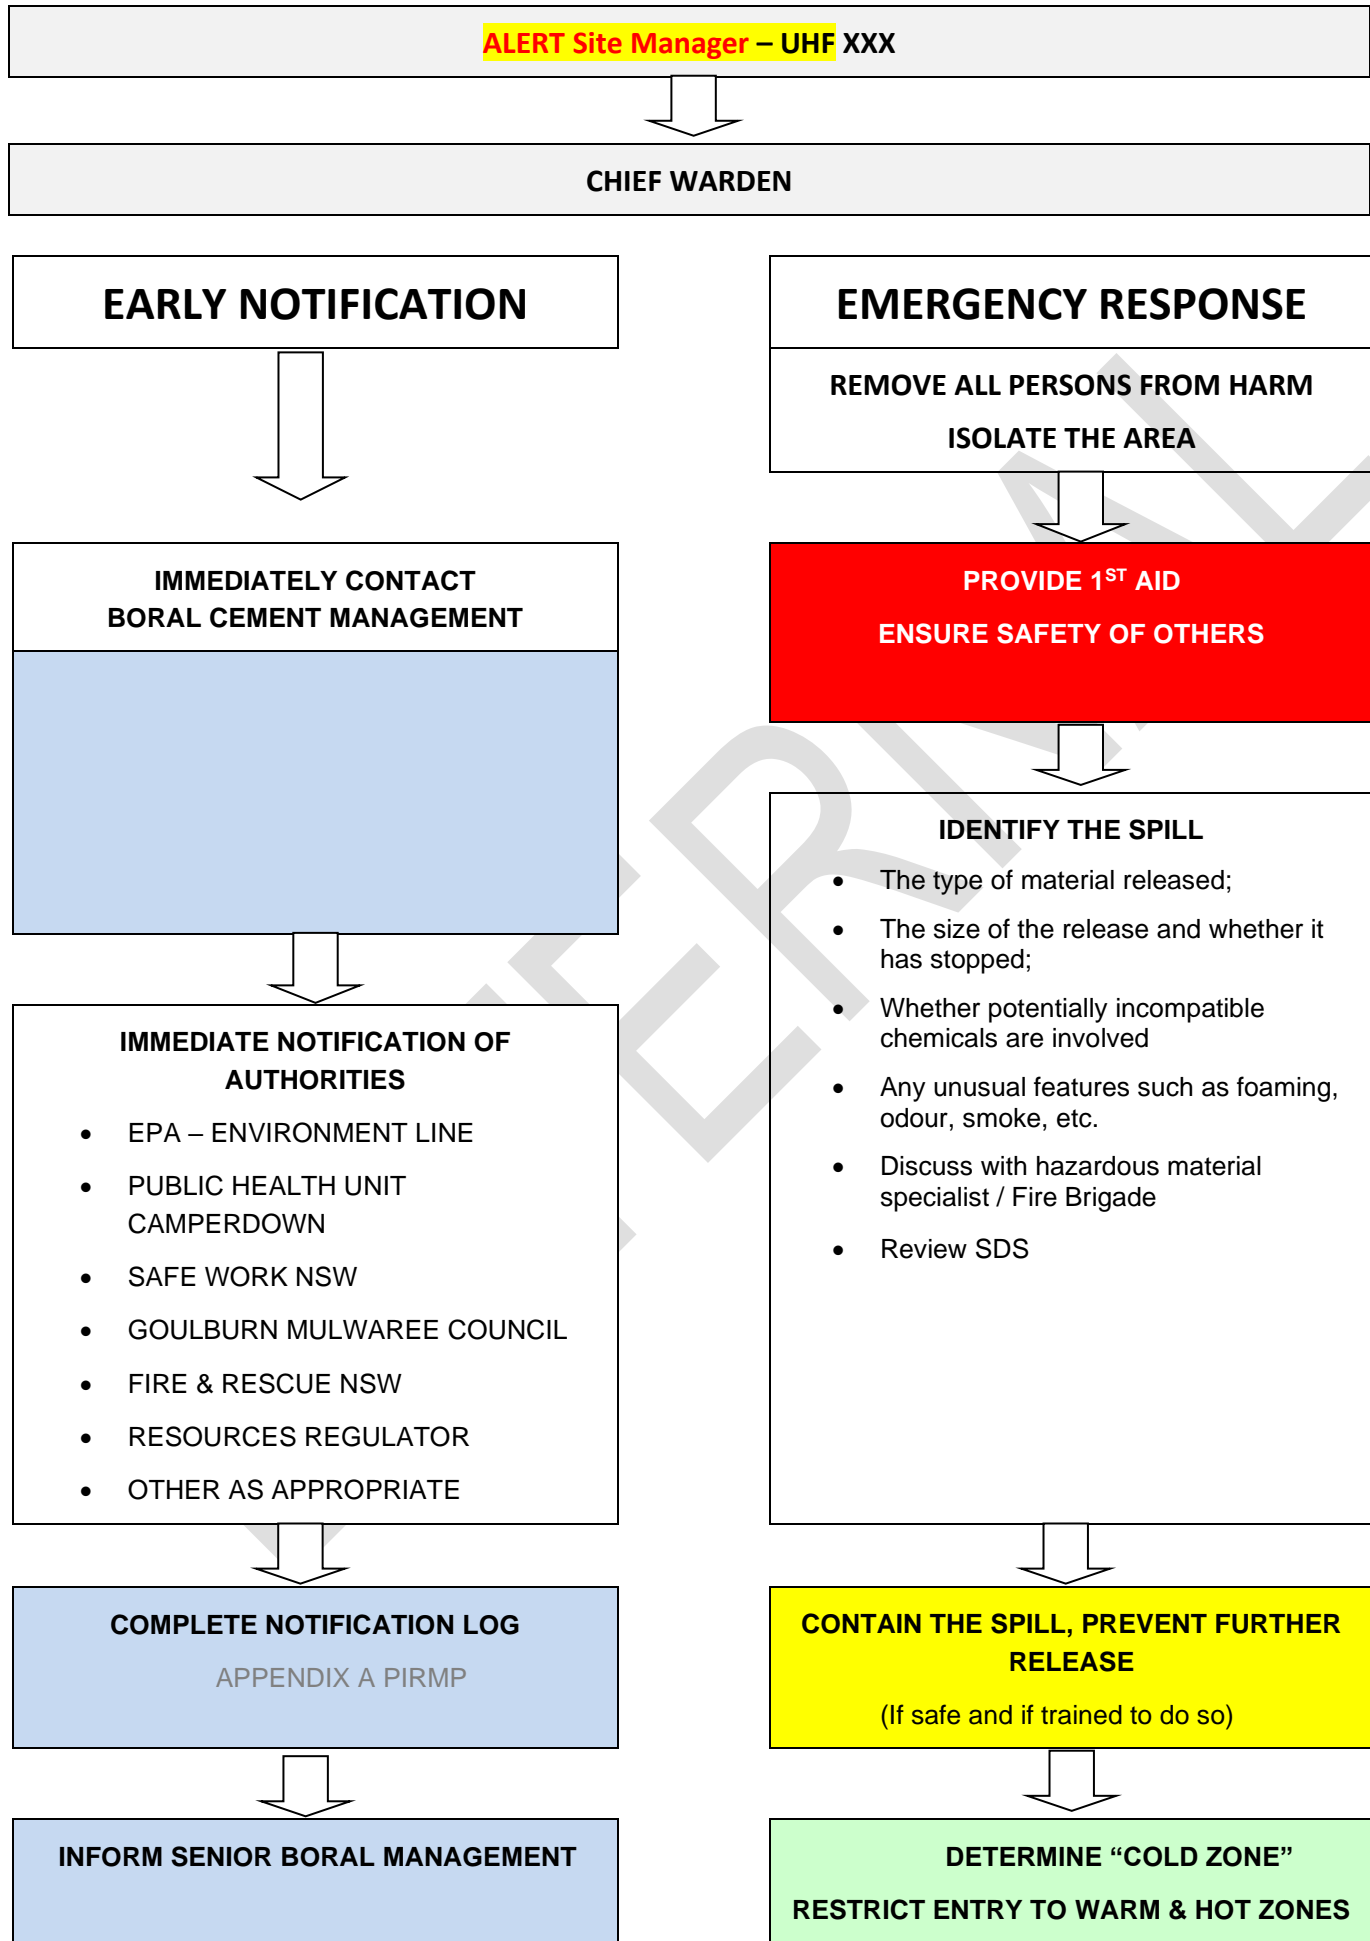 ALERT Site Manager – UHF XXX
CHIEF WARDEN
EARLY NOTIFICATION
IMMEDIATELY CONTACT
BORAL CEMENT MANAGEMENT
IMMEDIATE NOTIFICATION OF
AUTHORITIES
• EPA – ENVIRONMENT LINE
• PUBLIC HEALTH UNIT
CAMPERDOWN
• SAFE WORK NSW
• GOULBURN MULWAREE COUNCIL
• FIRE & RESCUE NSW
• RESOURCES REGULATOR
• OTHER AS APPROPRIATE
COMPLETE NOTIFICATION LOG
APPENDIX A PIRMP
INFORM SENIOR BORAL MANAGEMENT
EMERGENCY RESPONSE
REMOVE ALL PERSONS FROM HARM
ISOLATE THE AREA
PROVIDE 1ST AID
ENSURE SAFETY OF OTHERS
IDENTIFY THE SPILL
• The type of material released;
• The size of the release and whether it
has stopped;
• Whether potentially incompatible
chemicals are involved
• Any unusual features such as foaming,
odour, smoke, etc.
• Discuss with hazardous material
specialist / Fire Brigade
• Review SDS
CONTAIN THE SPILL, PREVENT FURTHER
RELEASE
(If safe and if trained to do so)
DETERMINE “COLD ZONE”
RESTRICT ENTRY TO WARM & HOT ZONES